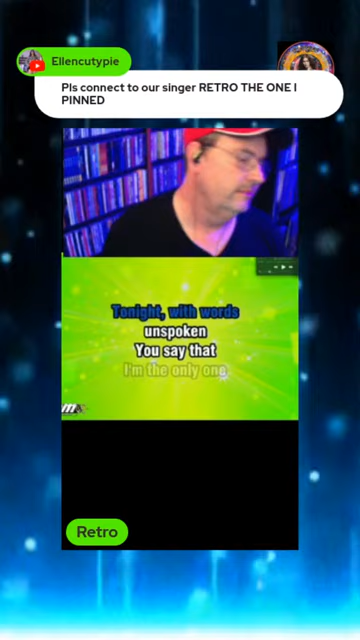 Ellencutypie
Pls connect to our singer RETRO THE ONE I
PINNED
Tonight, with words
unspoken
You say that
I'm the only one
Retro